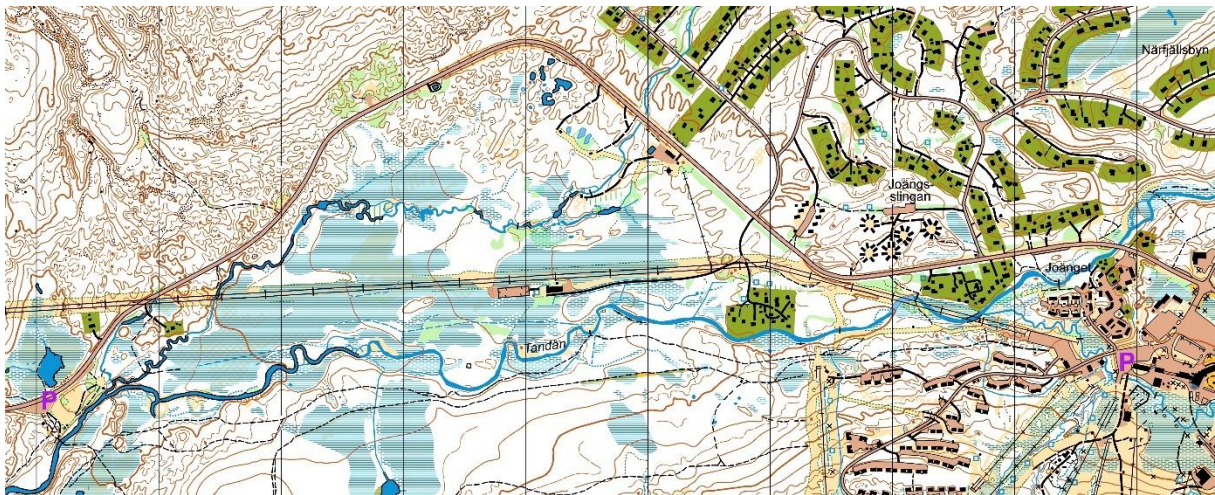 Närfjällsbyn
Joängs-
slingan
Joänget
Tandån
P
P